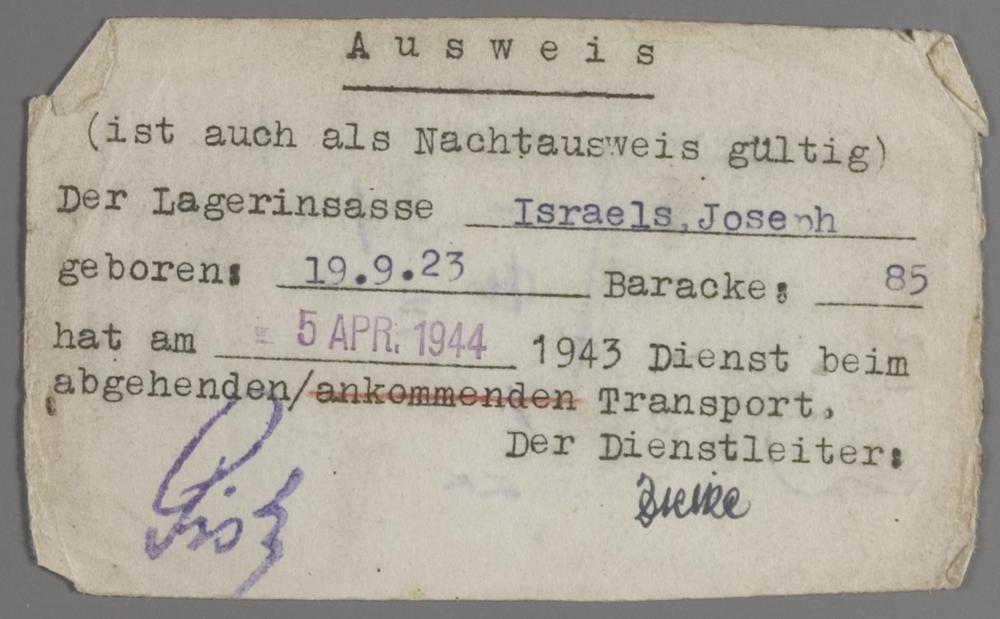 Ausweis
(ist auch als Nachtausweis gültig)
Der Lagerinsasse Israels, Joseph
geboren: 19.9.23 Baracke: 85
hat am 5 APR. 1944 1943 Dienst beim
abgehenden/ankommenden Transport.
Der Dienstleiter: